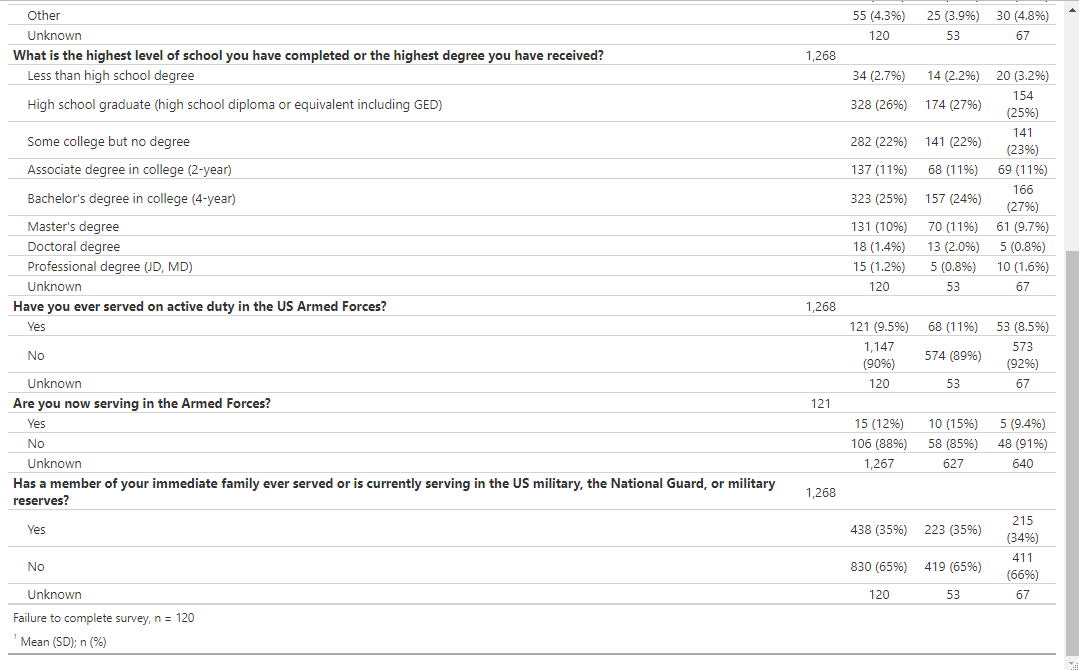 Other 55 (4.3%) 25 (3.9%) 30 (4.8%)
Unknown 120 53 67
What is the highest level of school you have completed or the highest degree you have received? 1,268
Less than high school degree 34 (2.7%) 14 (2.2%) 20 (3.2%)
High school graduate (high school diploma or equivalent including GED) 328 (26%) 174 (27%) 154 (25%)
Some college but no degree 282 (22%) 141 (22%) 141 (23%)
Associate degree in college (2-year) 137 (11%) 68 (11%) 69 (11%)
Bachelor's degree in college (4-year) 323 (25%) 157 (24%) 166 (27%)
Master's degree 131 (10%) 70 (11%) 61 (9.7%)
Doctoral degree 18 (1.4%) 13 (2.0%) 5 (0.8%)
Professional degree (JD, MD) 15 (1.2%) 5 (0.8%) 10 (1.6%)
Unknown 120 53 67
Have you ever served on active duty in the US Armed Forces? 1,268
Yes 121 (9.5%) 68 (11%) 53 (8.5%)
No 1,147 (90%) 574 (89%) 573 (92%)
Unknown 120 53 67
Are you now serving in the Armed Forces? 121
Yes 15 (12%) 10 (15%) 5 (9.4%)
No 106 (88%) 58 (85%) 48 (91%)
Unknown 1,267 627 640
Has a member of your immediate family ever served or is currently serving in the US military, the National Guard, or military
reserves? 1,268
Yes 438 (35%) 223 (35%) 215 (34%)
No 830 (65%) 419 (65%) 411 (66%)
Unknown 120 53 67
Failure to complete survey, n = 120
1 Mean (SD); n (%)